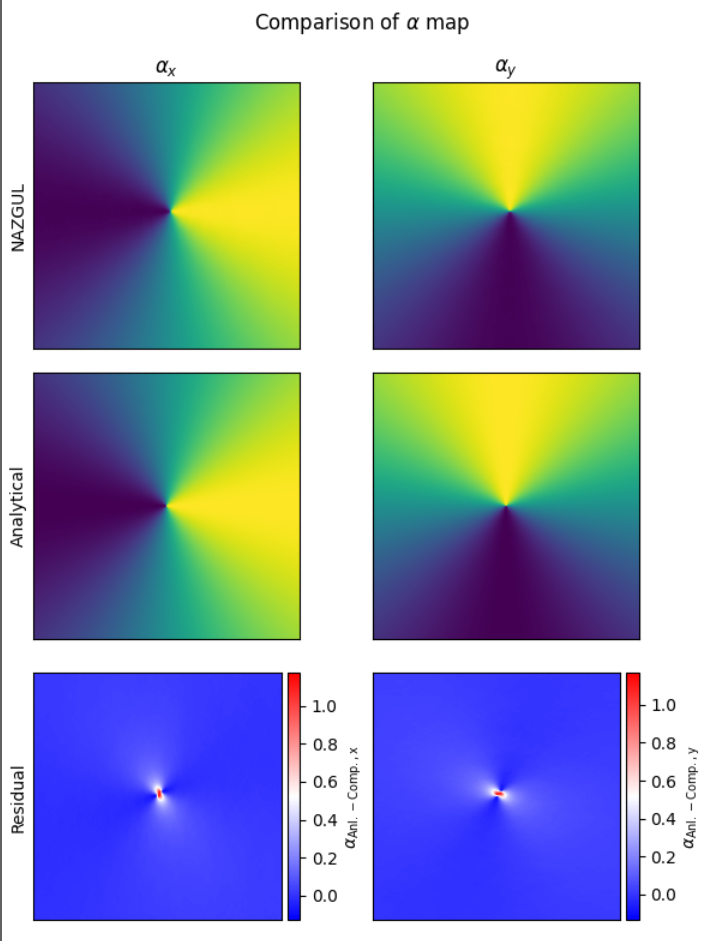 Comparison of α map
αₓ
α_y
NAZGUL
Analytical
Residual
1.0
0.8
0.6
0.4
0.2
0.0
α_Anl. − Comp., x
1.0
0.8
0.6
0.4
0.2
0.0
α_Anl. − Comp., y